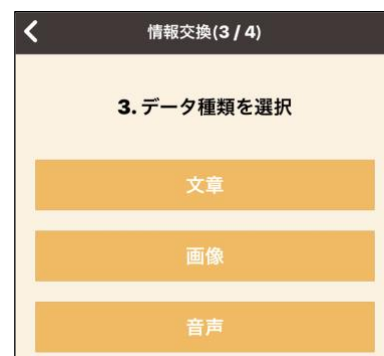 情報交換(3 / 4)
3. データ種類を選択
文章
画像
音声